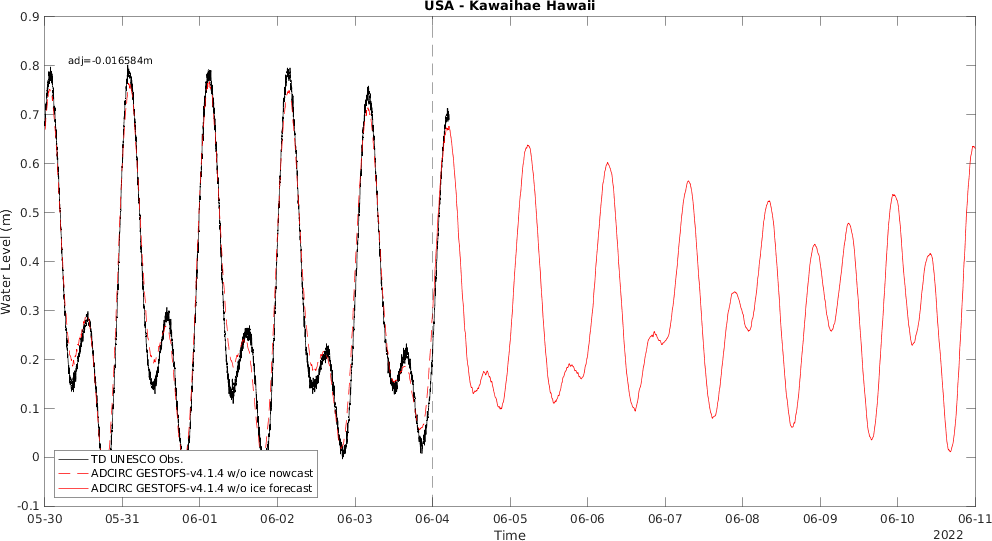 USA - Kawaihae Hawaii
0.9
0.8
0.7
0.6
0.5
0.4
0.3
0.2
0.1
0
-0.1
Water Level (m)
adj=-0.016584m
TD UNESCO Obs.
ADCIRC GESTOFS-v4.1.4 w/o ice nowcast
ADCIRC GESTOFS-v4.1.4 w/o ice forecast
05-30 05-31 06-01 06-02 06-03 06-04 06-05 06-06 06-07 06-08 06-09 06-10 06-11
Time
2022